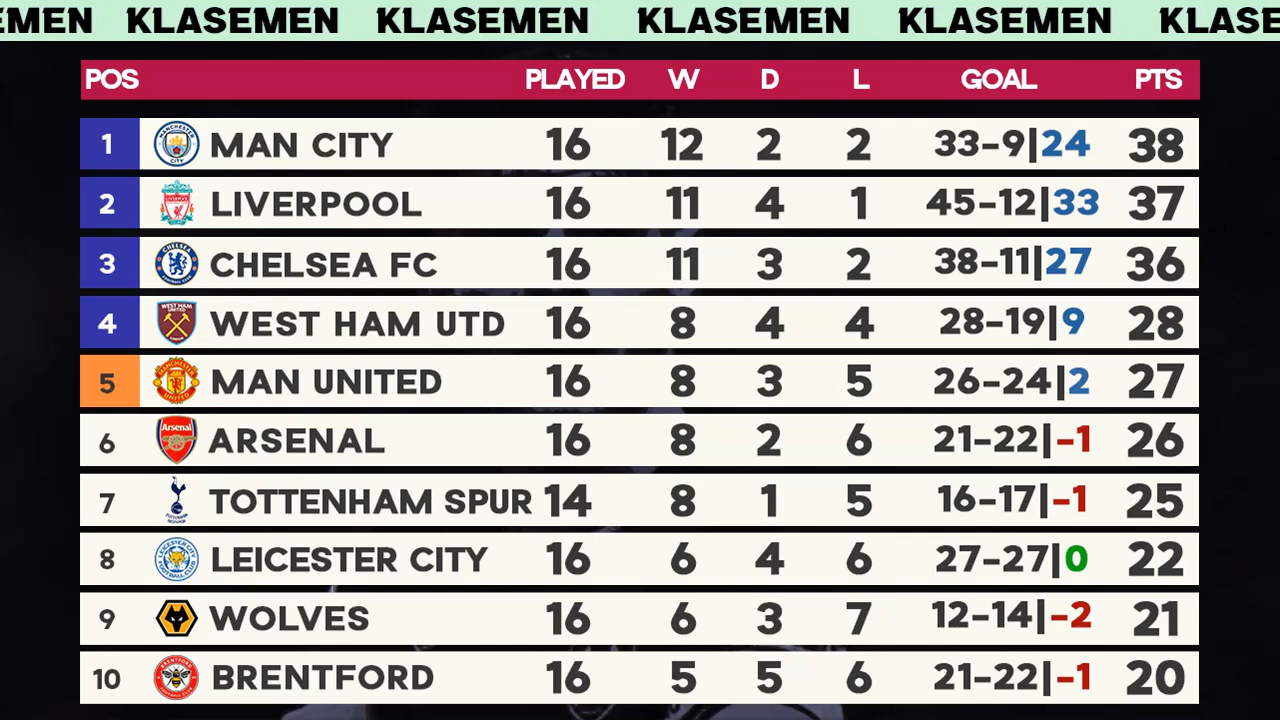 EMEN KLASEMEN KLASEMEN KLASEMEN KLASEMEN KLASE
POS PLAYED W D L GOAL PTS
1 MAN CITY 16 12 2 2 33-9|24 38
2 LIVERPOOL 16 11 4 1 45-12|33 37
3 CHELSEA FC 16 11 3 2 38-11|27 36
4 WEST HAM UTD 16 8 4 4 28-19|9 28
5 MAN UNITED 16 8 3 5 26-24|2 27
6 Arsenal ARSENAL 16 8 2 6 21-22|-1 26
7 TOTTENHAM SPUR 14 8 1 5 16-17|-1 25
8 LEICESTER CITY 16 6 4 6 27-27|0 22
9 WOLVES 16 6 3 7 12-14|-2 21
10 BRENTFORD 16 5 5 6 21-22|-1 20